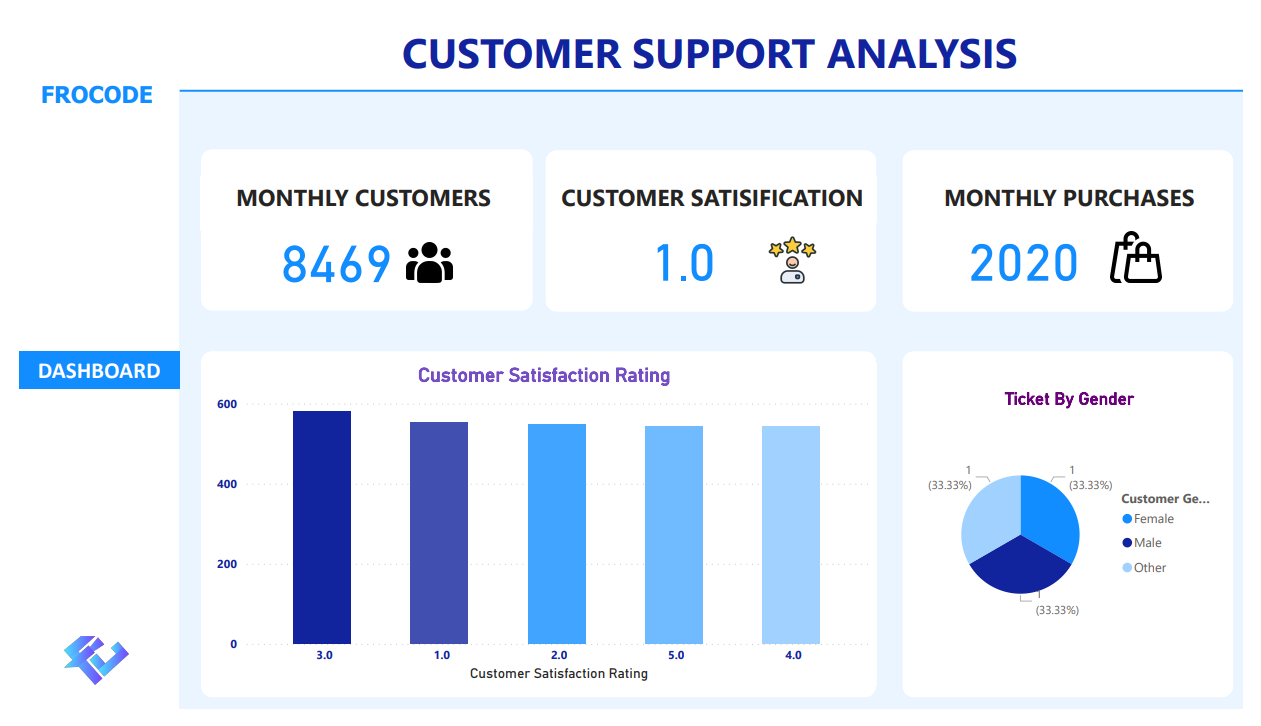 CUSTOMER SUPPORT ANALYSIS
FROCODE
MONTHLY CUSTOMERS
8469
CUSTOMER SATISIFICATION
1.0
MONTHLY PURCHASES
2020
DASHBOARD
Customer Satisfaction Rating
600
400
200
0
3.0 1.0 2.0 5.0 4.0
Customer Satisfaction Rating
Ticket By Gender
1
(33.33%)
1
(33.33%)
1
(33.33%)
Customer Ge...
Female
Male
Other